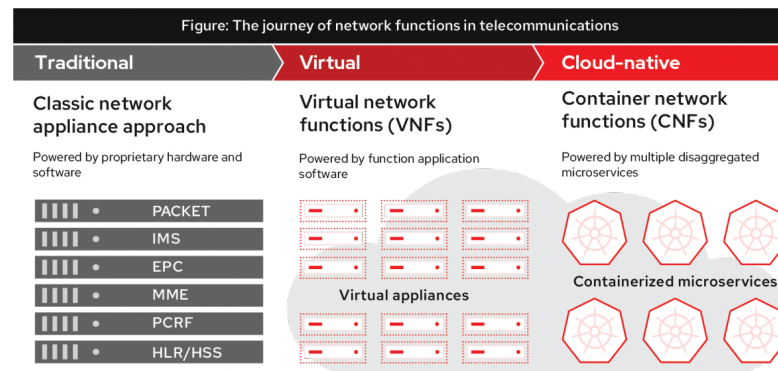 Figure: The journey of network functions in telecommunications
Traditional
Virtual
Cloud-native
Classic network
appliance approach
Powered by proprietary hardware and
software
PACKET
IMS
EPC
MME
PCRF
HLR/HSS
Virtual network
functions (VNFs)
Powered by function application
software
Virtual appliances
Container network
functions (CNFs)
Powered by multiple disaggregated
microservices
Containerized microservices